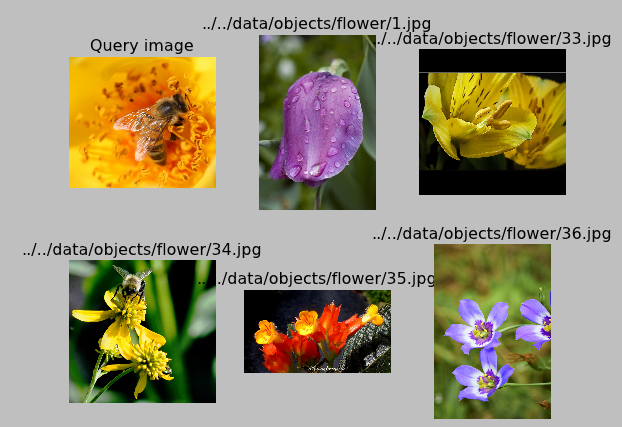 Query image
../../data/objects/flower/1.jpg
./../data/objects/flower/33.jpg
../../data/objects/flower/34.jpg
../data/objects/flower/35.jpg
../../data/objects/flower/36.jpg